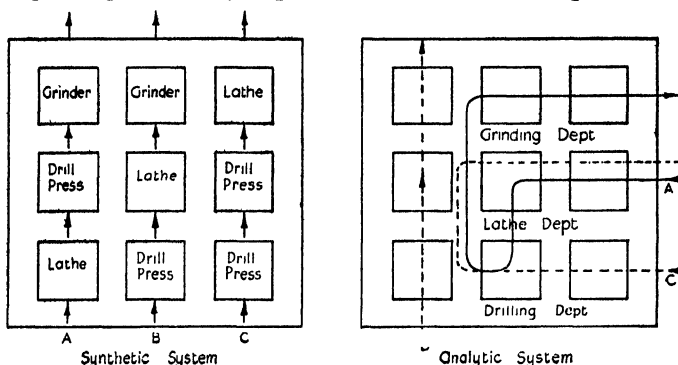 Grinder Grinder Lathe
Grinding Dept
Drill Press Lathe Drill Press
A
Lathe Dept
Lathe Drill Press Drill Press
C
Drilling Dept
A B C
Synthetic System Analytic System